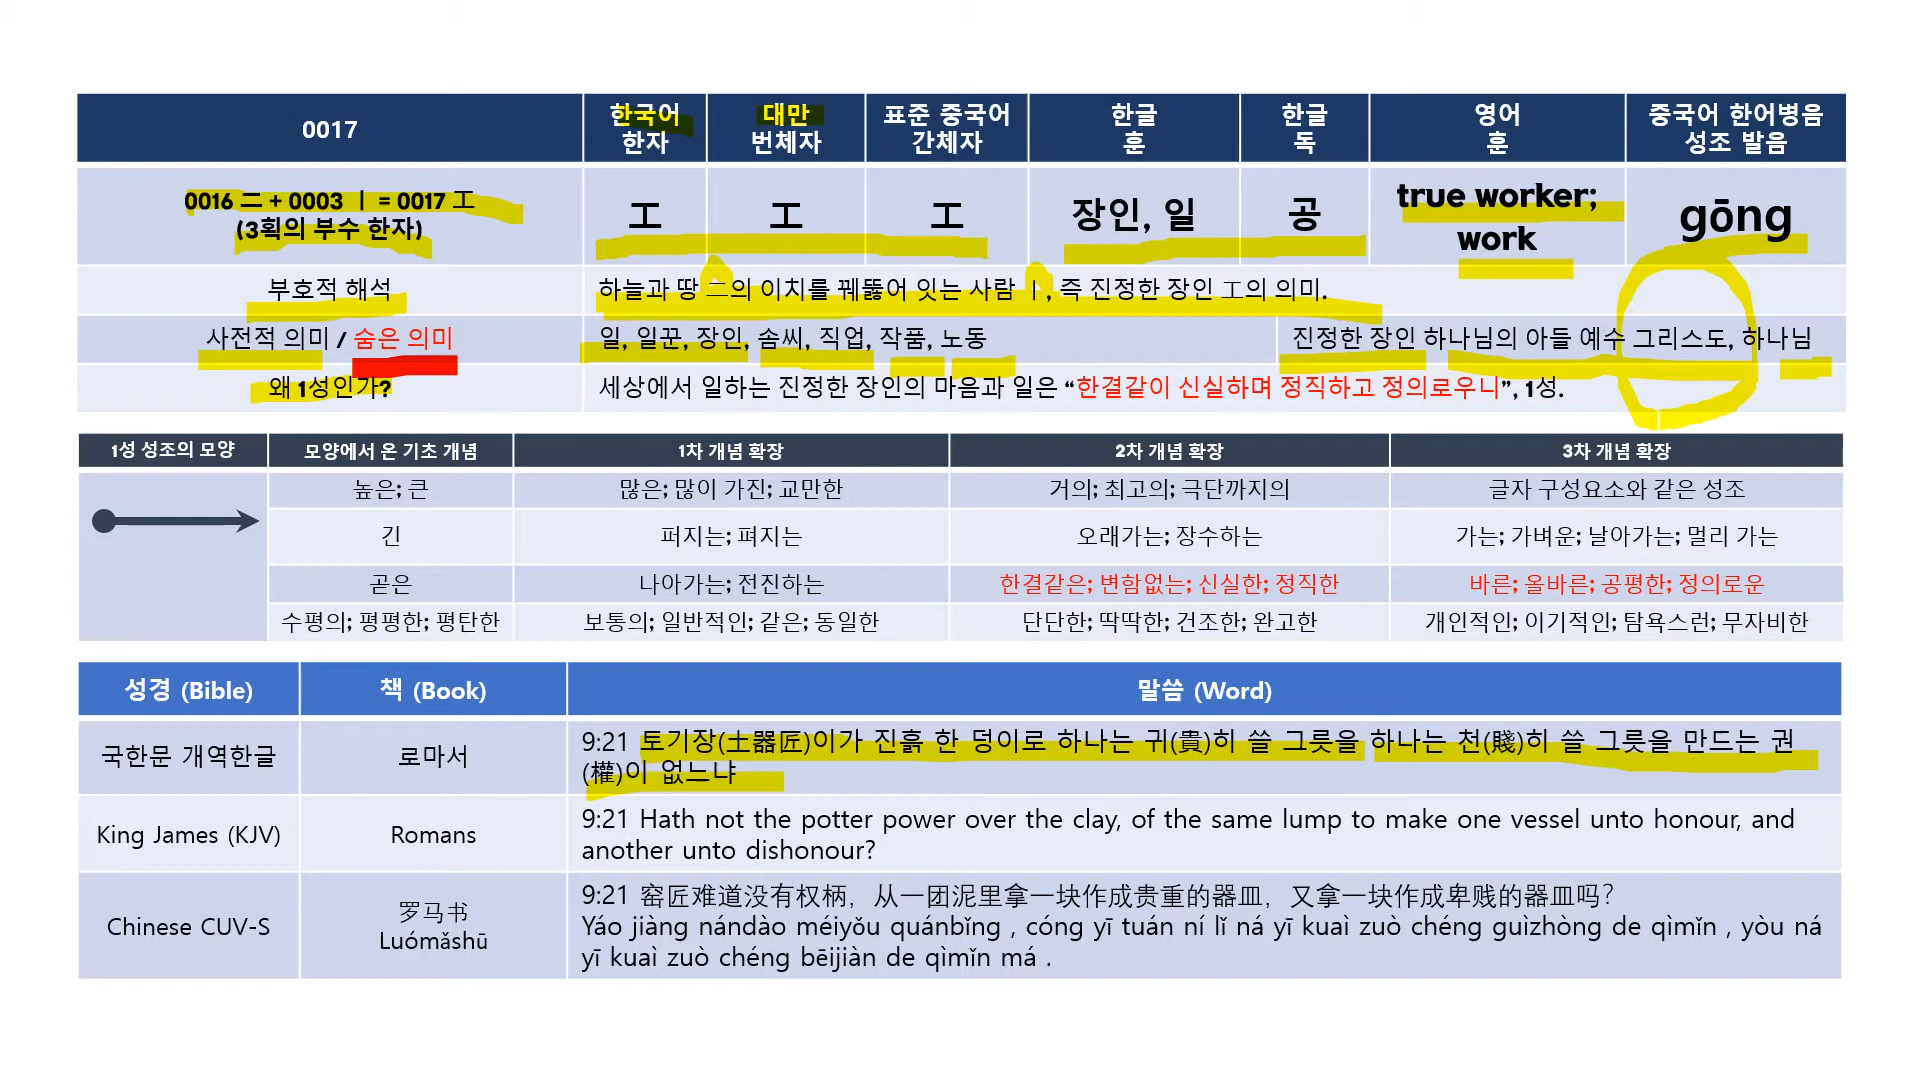 0017
한국어
한자
대만
번체자
표준 중국어
간체자
한글
훈
한글
독
영어
훈
중국어 한어병음
성조 발음
0016 二 + 0003 丨 = 0017 工
(3획의 부수 한자)
工
工
工
장인, 일
공
true worker;
work
gōng
부호적 해석
하늘과 땅 二의 이치를 꿰뚫어 잇는 사람 丨, 즉 진정한 장인 工의 의미.
사전적 의미 / 숨은 의미
일, 일꾼, 장인, 솜씨, 직업, 작품, 노동
진정한 장인 하나님의 아들 예수 그리스도, 하나님
왜 1성인가?
세상에서 일하는 진정한 장인의 마음과 일은 “한결같이 신실하며 정직하고 정의로우니”, 1성.
1성 성조의 모양
모양에서 온 기초 개념
1차 개념 확장
2차 개념 확장
3차 개념 확장
높은; 큰
많은; 많이 가진; 교만한
거의; 최고의; 극단까지의
글자 구성요소와 같은 성조
긴
퍼지는; 펴지는
오래가는; 장수하는
가는; 가벼운; 날아가는; 멀리 가는
곧은
나아가는; 전진하는
한결같은; 변함없는; 신실한; 정직한
바른; 올바른; 공평한; 정의로운
수평의; 평평한; 평탄한
보통의; 일반적인; 같은; 동일한
단단한; 딱딱한; 건조한; 완고한
개인적인; 이기적인; 탐욕스런; 무자비한
성경 (Bible)
책 (Book)
말씀 (Word)
국한문 개역한글
로마서
9:21 토기장(土器匠)이가 진흙 한 덩이로 하나는 귀(貴)히 쓸 그릇을 하나는 천(賤)히 쓸 그릇을 만드는 권
(權)이 없느냐
King James (KJV)
Romans
9:21 Hath not the potter power over the clay, of the same lump to make one vessel unto honour, and
another unto dishonour?
Chinese CUV-S
罗马书
Luómǎshū
9:21 窑匠难道没有权柄，从一团泥里拿一块作成贵重的器皿，又拿一块作成卑贱的器皿吗？
Yáo jiàng nándào méiyǒu quánbǐng , cóng yī tuán ní lǐ ná yī kuaì zuò chéng guìzhòng de qìmǐn , yòu ná
yī kuaì zuò chéng bēijiàn de qìmǐn má .